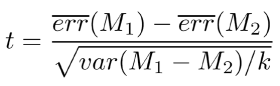 $t = \frac{\overline{err}(M_1) - \overline{err}(M_2)}{\sqrt{var(M_1 - M_2)/k}}$